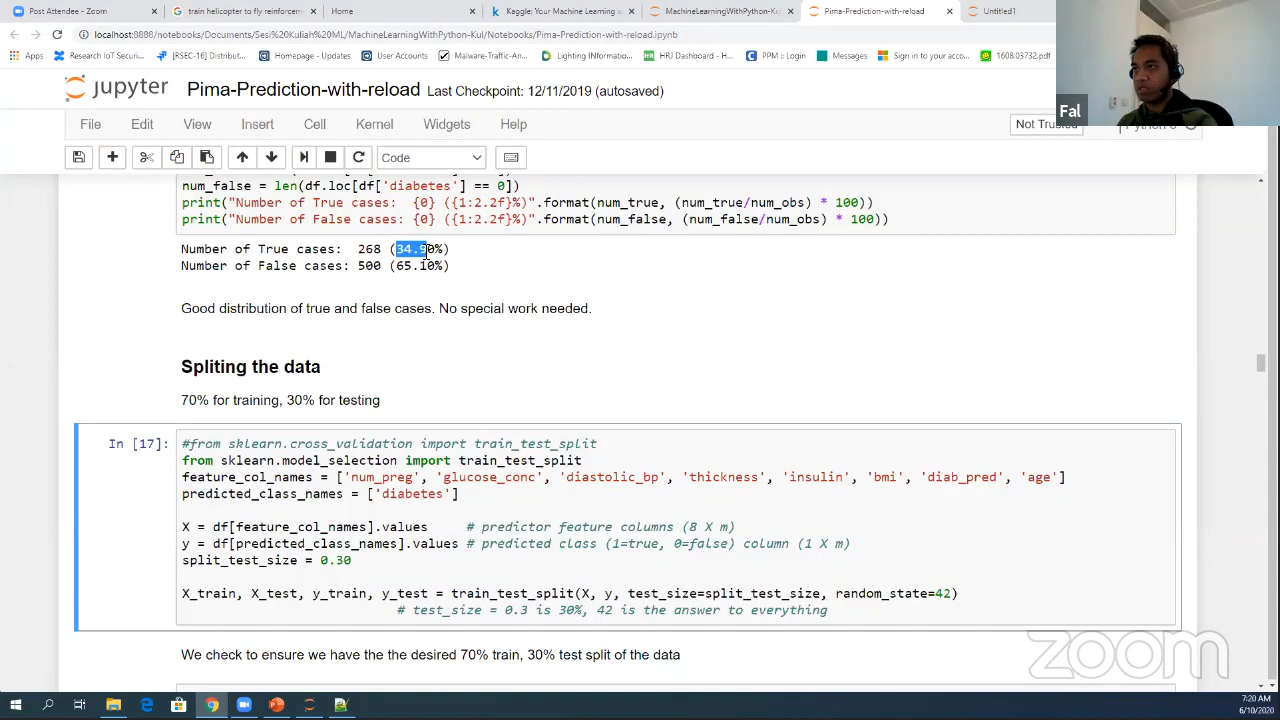 Post Attendee - Zoom
train helicopter to fly reinforcem
Home
Kaggle: Your Machine Learning a
MachineLearningWithPython-Kul
Pima-Prediction-with-reload
Untitled1
localhost:8888/notebooks/Documents/Sesi%20Kuliah%20ML/MachineLearningWithPython-Kul/Notebooks/Pima-Prediction-with-reload.ipynb
Apps
Research IoT Securi...
[RSEC-16] Distribut...
Homepage - Updates
User Accounts
Malware-Traffic-An...
Lighting Informatio...
HRJ Dashboard - H...
PPM :: Login
Messages
Sign in to your acco...
1608.03732.pdf
jupyter Pima-Prediction-with-reload Last Checkpoint: 12/11/2019 (autosaved)
Fal
File Edit View Insert Cell Kernel Widgets Help
Not Trusted
Code
num_false = len(df.loc[df['diabetes'] == 0])
print("Number of True cases:  {0} ({1:2.2f}%)".format(num_true, (num_true/num_obs) * 100))
print("Number of False cases: {0} ({1:2.2f}%)".format(num_false, (num_false/num_obs) * 100))
Number of True cases:  268 (34.90%)
Number of False cases: 500 (65.10%)
Good distribution of true and false cases. No special work needed.
Spliting the data
70% for training, 30% for testing
In [17]:
#from sklearn.cross_validation import train_test_split
from sklearn.model_selection import train_test_split
feature_col_names = ['num_preg', 'glucose_conc', 'diastolic_bp', 'thickness', 'insulin', 'bmi', 'diab_pred', 'age']
predicted_class_names = ['diabetes']
X = df[feature_col_names].values     # predictor feature columns (8 X m)
y = df[predicted_class_names].values # predicted class (1=true, 0=false) column (1 X m)
split_test_size = 0.30
X_train, X_test, y_train, y_test = train_test_split(X, y, test_size=split_test_size, random_state=42)
# test_size = 0.3 is 30%, 42 is the answer to everything
We check to ensure we have the the desired 70% train, 30% test split of the data
zoom
7:20 AM
6/10/2020